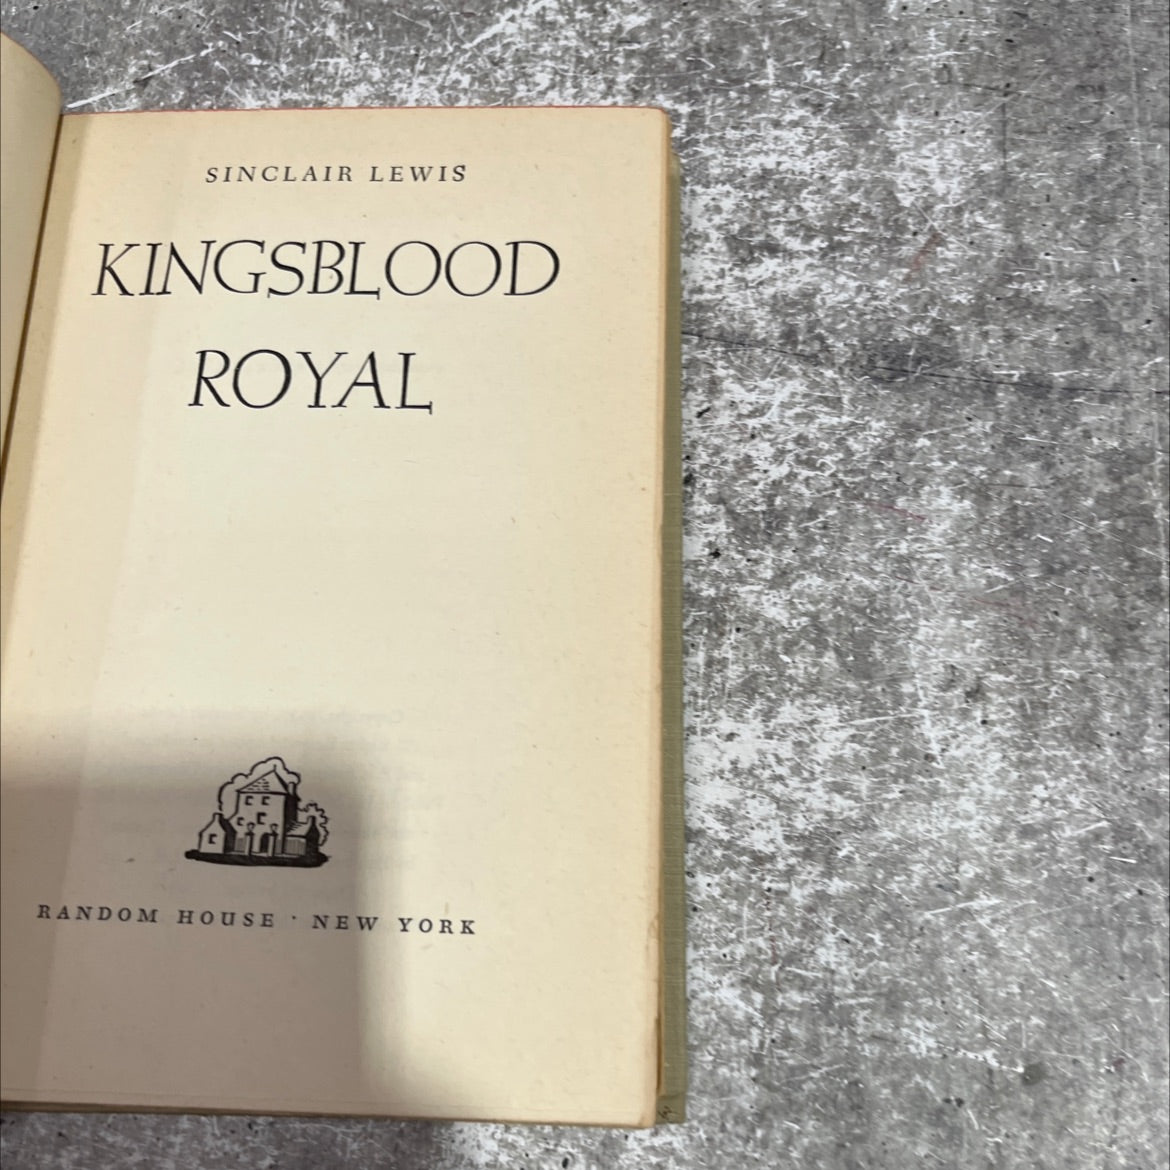 SINCLAIR LEWIS
KINGSBLOOD
ROYAL
RANDOM HOUSE · NEW YORK